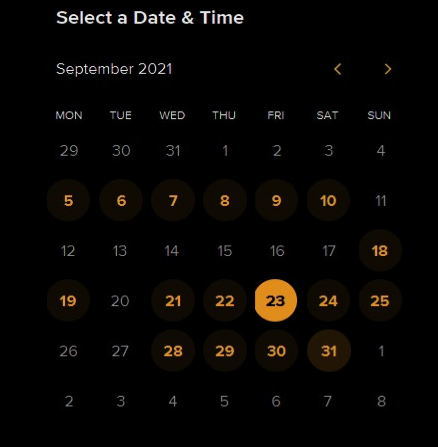 Select a Date & Time
September 2021
MON TUE WED THU FRI SAT SUN
29 30 31 1 2 3 4
5 6 7 8 9 10 11
12 13 14 15 16 17 18
19 20 21 22 23 24 25
26 27 28 29 30 31 1
2 3 4 5 6 7 8